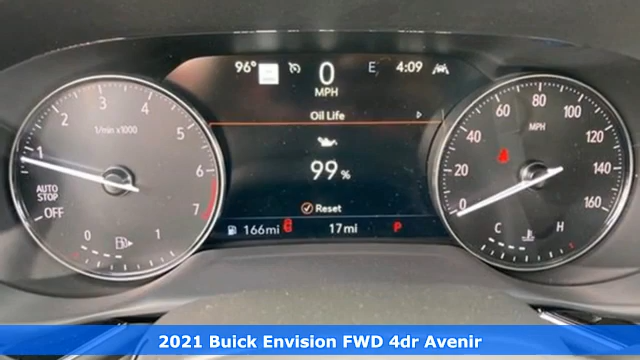 96° 0 E 4:09
MPH
Oil Life
99 %
Reset
166mi 17mi P
1/min x1000
1 2 3 4 5 6 7
AUTO
STOP
OFF
0 1
0 20 40 60 80 100 120 140 160
MPH
C H
2021 Buick Envision FWD 4dr Avenir